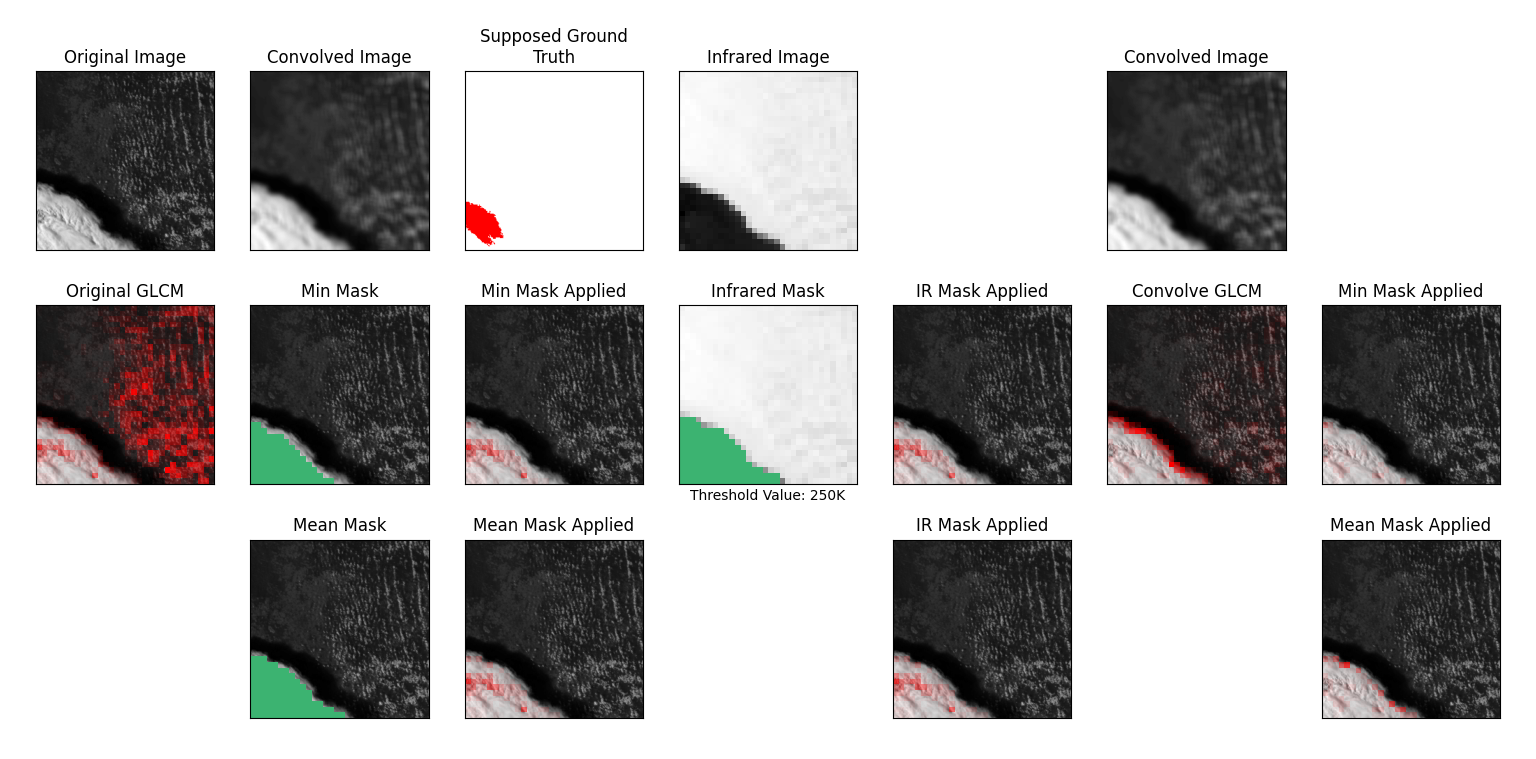 Original Image
Convolved Image
Supposed Ground
Truth
Infrared Image
Convolved Image
Original GLCM
Min Mask
Min Mask Applied
Infrared Mask
IR Mask Applied
Convolve GLCM
Min Mask Applied
Threshold Value: 250K
Mean Mask
Mean Mask Applied
IR Mask Applied
Mean Mask Applied